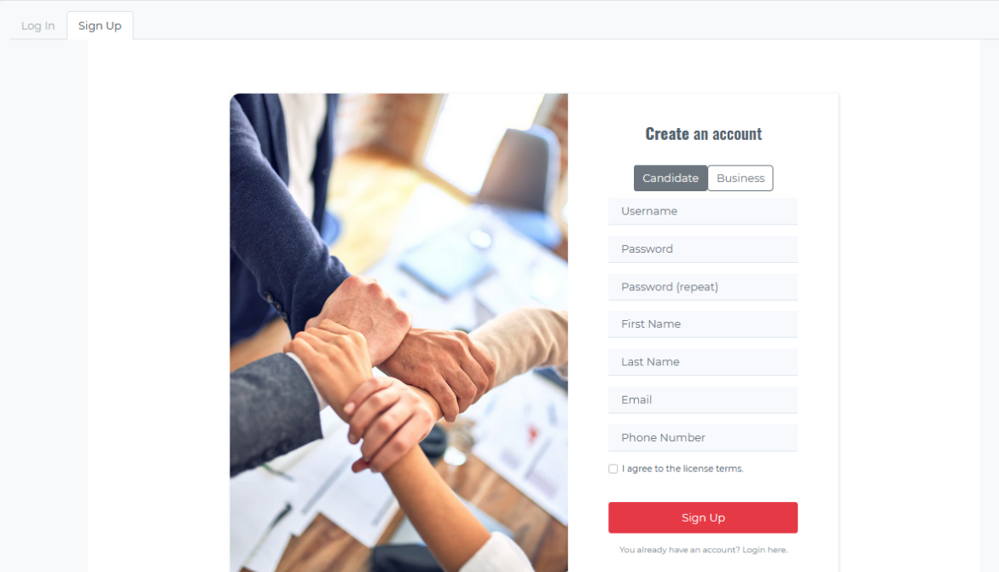 Log In
Sign Up
Create an account
Candidate
Business
Username
Password
Password (repeat)
First Name
Last Name
Email
Phone Number
I agree to the license terms.
Sign Up
You already have an account? Login here.